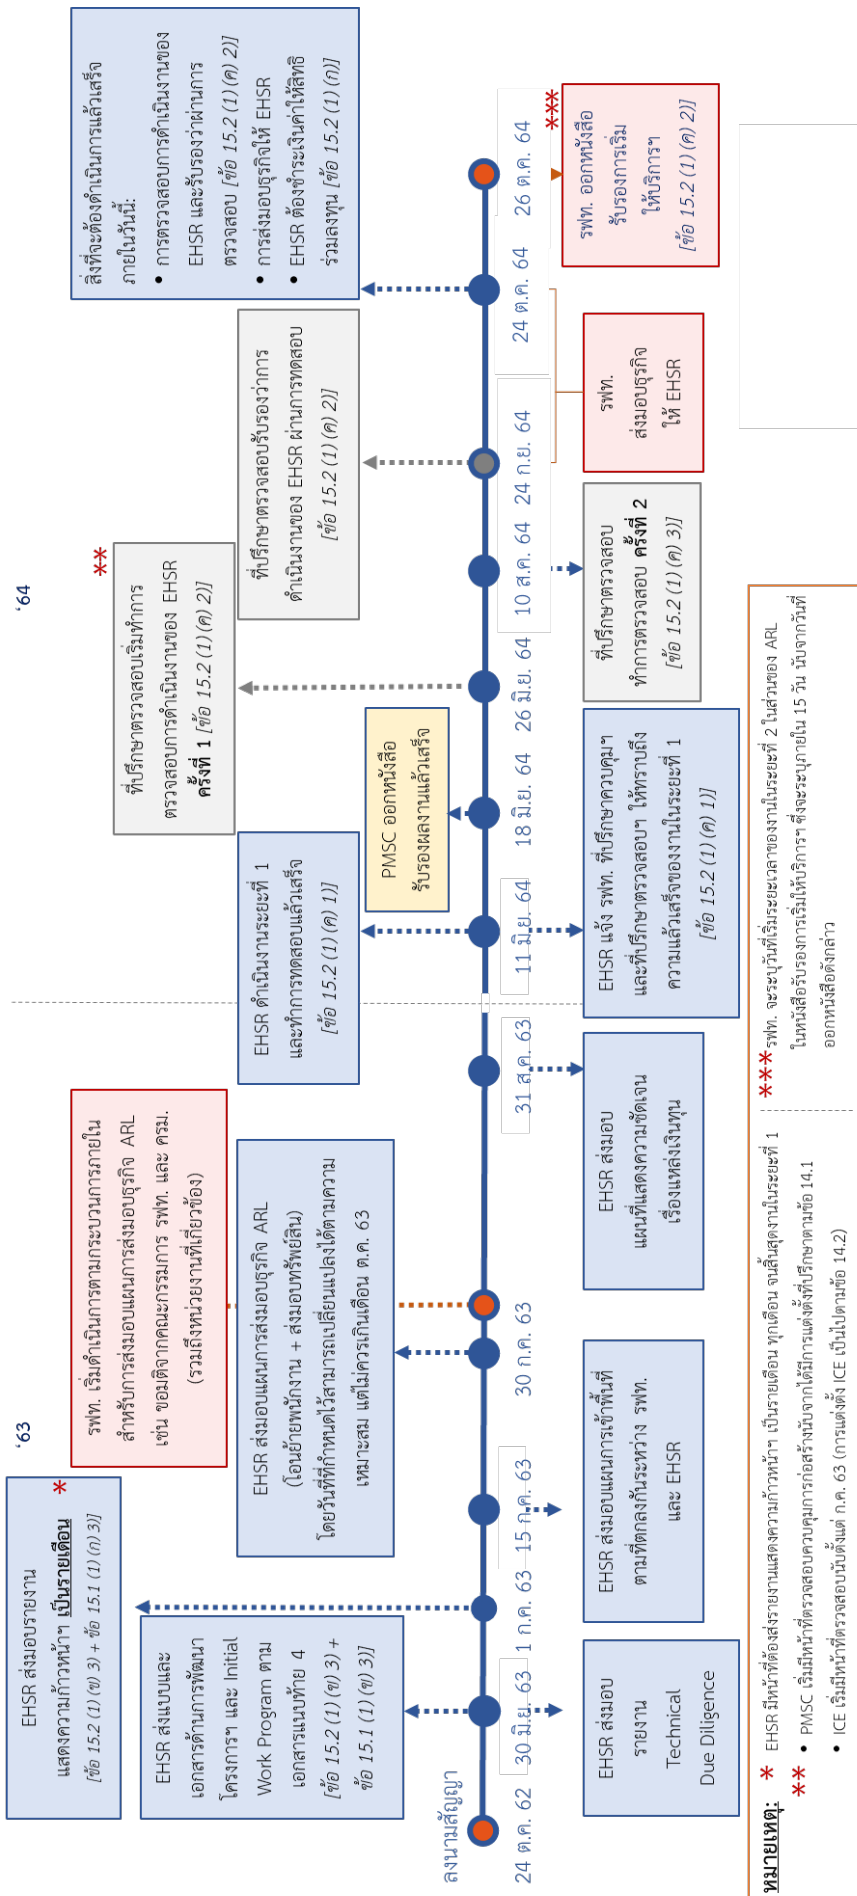 '63
'64
EHSR ส่งมอบรายงาน
แสดงความก้าวหน้าฯ เป็นรายเดือน *
[ข้อ 15.2 (1) (ข) 3) + ข้อ 15.1 (1) (ก) 3)]
EHSR ส่งแบบและ
เอกสารด้านการพัฒนา
โครงการฯ และ Initial
Work Program ตาม
เอกสารแนบท้าย 4
[ข้อ 15.2 (1) (ข) 3) +
ข้อ 15.1 (1) (ข) 3)]
รฟท. เริ่มดำเนินการตามกระบวนการภายใน
สำหรับการส่งมอบแผนการส่งมอบธุรกิจ ARL
เช่น ขอมติจากคณะกรรมการ รฟท. และ ครม.
(รวมถึงหน่วยงานที่เกี่ยวข้อง)
EHSR ส่งมอบแผนการส่งมอบธุรกิจ ARL
(โอนย้ายพนักงาน + ส่งมอบทรัพย์สิน)
โดยวันที่ที่กำหนดไว้สามารถเปลี่ยนแปลงได้ตามความ
เหมาะสม แต่ไม่ควรเกินเดือน ต.ค. 63
EHSR ดำเนินงานระยะที่ 1
และทำการทดสอบแล้วเสร็จ
[ข้อ 15.2 (1) (ค) 1)]
PMSC ออกหนังสือ
รับรองผลงานแล้วเสร็จ
**
ที่ปรึกษาตรวจสอบเริ่มทำการ
ตรวจสอบการดำเนินงานของ EHSR
ครั้งที่ 1 [ข้อ 15.2 (1) (ค) 2)]
ที่ปรึกษาตรวจสอบรับรองว่าการ
ดำเนินงานของ EHSR ผ่านการทดสอบ
[ข้อ 15.2 (1) (ค) 2)]
สิ่งที่จะต้องดำเนินการแล้วเสร็จ
ภายในวันนี้:
• การตรวจสอบการดำเนินงานของ
EHSR และรับรองว่าผ่านการ
ตรวจสอบ [ข้อ 15.2 (1) (ค) 2)]
• การส่งมอบธุรกิจให้ EHSR
• EHSR ต้องชำระเงินค่าให้สิทธิ
ร่วมลงทุน [ข้อ 15.2 (1) (ก)]
ลงนามสัญญา
24 ต.ค. 62
30 มิ.ย. 63
1 ก.ค. 63
15 ก.ค. 63
30 ก.ค. 63
31 ส.ค. 63
11 มิ.ย. 64
18 มิ.ย. 64
26 มิ.ย. 64
10 ส.ค. 64
24 ก.ย. 64
24 ต.ค. 64
26 ต.ค. 64
EHSR ส่งมอบ
รายงาน
Technical
Due Diligence
EHSR ส่งมอบแผนการเข้าพื้นที่
ตามที่ตกลงกันระหว่าง รฟท.
และ EHSR
EHSR ส่งมอบ
แผนที่แสดงความชัดเจน
เรื่องแหล่งเงินทุน
EHSR แจ้ง รฟท. ที่ปรึกษาควบคุมฯ
และที่ปรึกษาตรวจสอบฯ ให้ทราบถึง
ความแล้วเสร็จของงานในระยะที่ 1
[ข้อ 15.2 (1) (ค) 1)]
ที่ปรึกษาตรวจสอบ
ทำการตรวจสอบ ครั้งที่ 2
[ข้อ 15.2 (1) (ค) 3)]
รฟท.
ส่งมอบธุรกิจ
ให้ EHSR
***
รฟท. ออกหนังสือ
รับรองการเริ่ม
ให้บริการฯ
[ข้อ 15.2 (1) (ค) 2)]
หมายเหตุ: * EHSR มีหน้าที่ต้องส่งรายงานแสดงความก้าวหน้าฯ เป็นรายเดือน ทุกเดือน จนสิ้นสุดงานในระยะที่ 1
** • PMSC เริ่มมีหน้าที่ตรวจสอบควบคุมการก่อสร้างนับจากได้มีการแต่งตั้งที่ปรึกษาตามข้อ 14.1
• ICE เริ่มมีหน้าที่ตรวจสอบนับตั้งแต่ ก.ค. 63 (การแต่งตั้ง ICE เป็นไปตามข้อ 14.2)
*** รฟท. จะระบุวันที่เริ่มระยะเวลาของงานในระยะที่ 2 ในส่วนของ ARL
ในหนังสือรับรองการเริ่มให้บริการฯ ซึ่งจะระบุภายใน 15 วัน นับจากวันที่
ออกหนังสือดังกล่าว